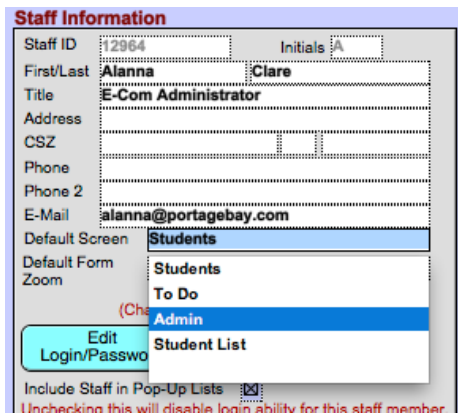 Staff Information
Staff ID 12964 Initials A
First/Last Alanna Clare
Title E-Com Administrator
Address
CSZ
Phone
Phone 2
E-Mail alanna@portagebay.com
Default Screen Students
Default Form
Zoom
Students
To Do
Admin
Student List
(Cha
Edit
Login/Passwo
Include Staff in Pop-Up Lists
Unchecking this will disable login ability for this staff member